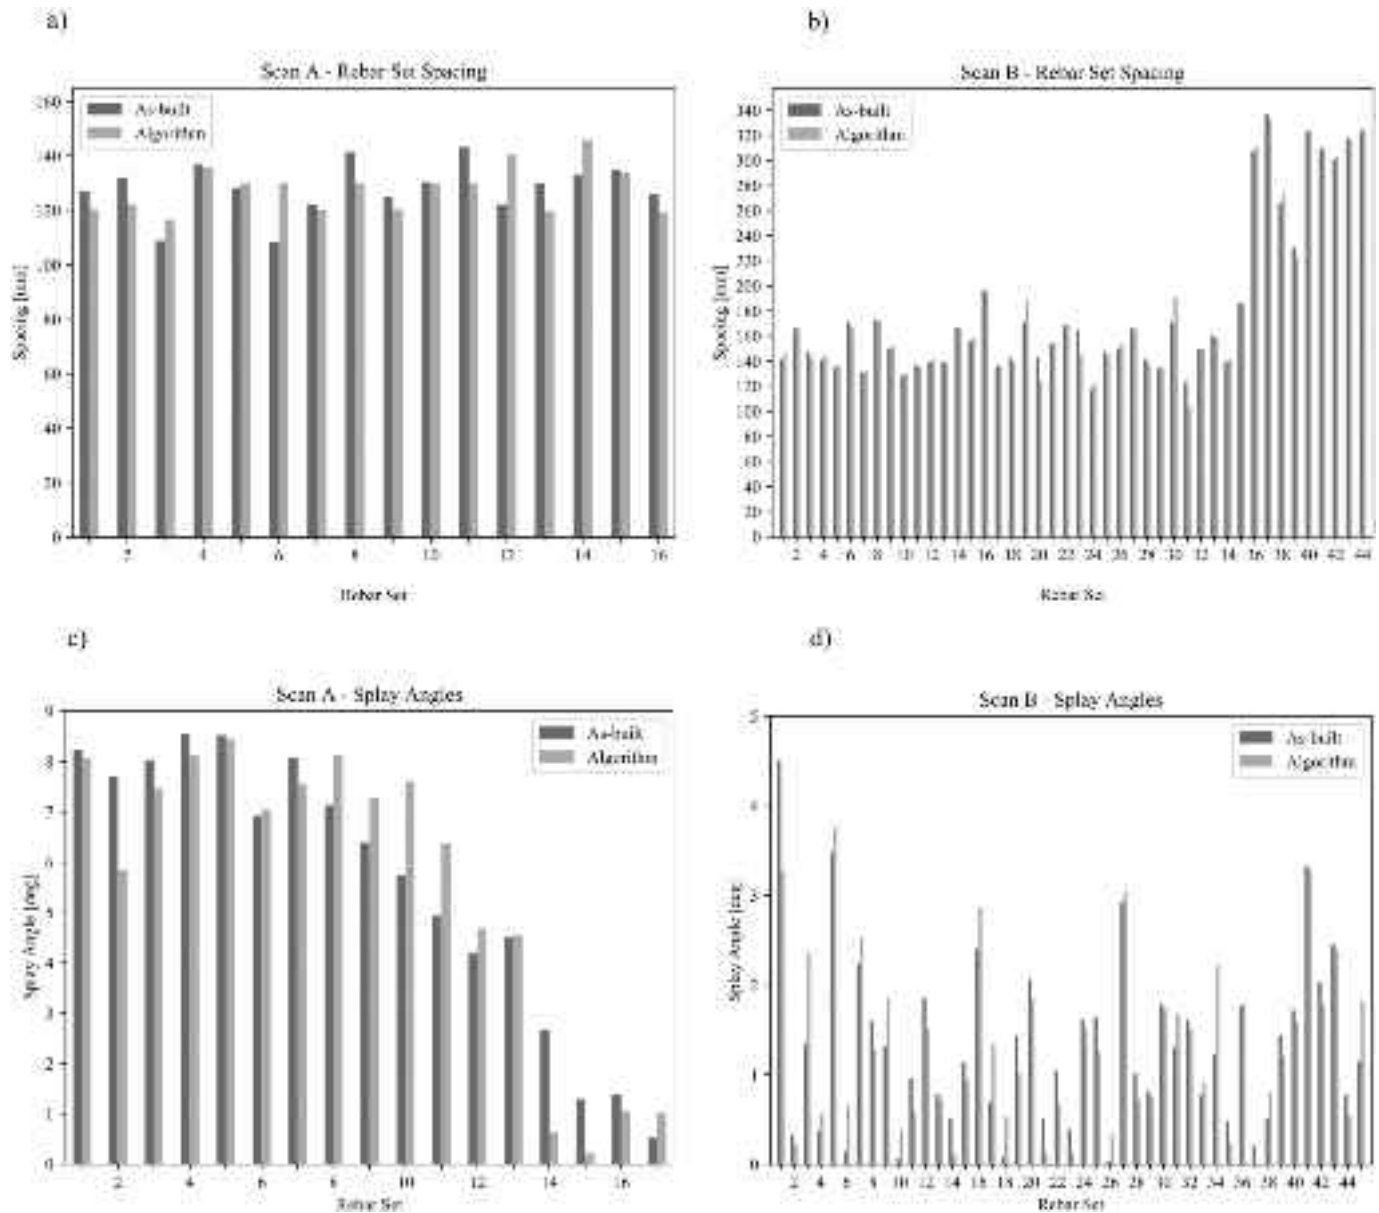 a)
Scan A - Rebar Set Spacing
As-built
Algorithm
160
140
120
100
80
60
40
20
0
Spacing [mm]
2 4 6 8 10 12 14 16
Rebar Set
b)
Scan B - Rebar Set Spacing
As-built
Algorithm
340
320
300
280
260
240
220
200
180
160
140
120
100
80
60
40
20
0
Spacing [mm]
2 4 6 8 10 12 14 16 18 20 22 24 26 28 30 32 34 36 38 40 42 44
Rebar Set
c)
Scan A - Splay Angles
As-built
Algorithm
9
8
7
6
5
4
3
2
1
0
Splay Angle [deg]
2 4 6 8 10 12 14 16
Rebar Set
d)
Scan B - Splay Angles
As-built
Algorithm
5
4
3
2
1
0
Splay Angle [deg]
2 4 6 8 10 12 14 16 18 20 22 24 26 28 30 32 34 36 38 40 42 44
Rebar Set